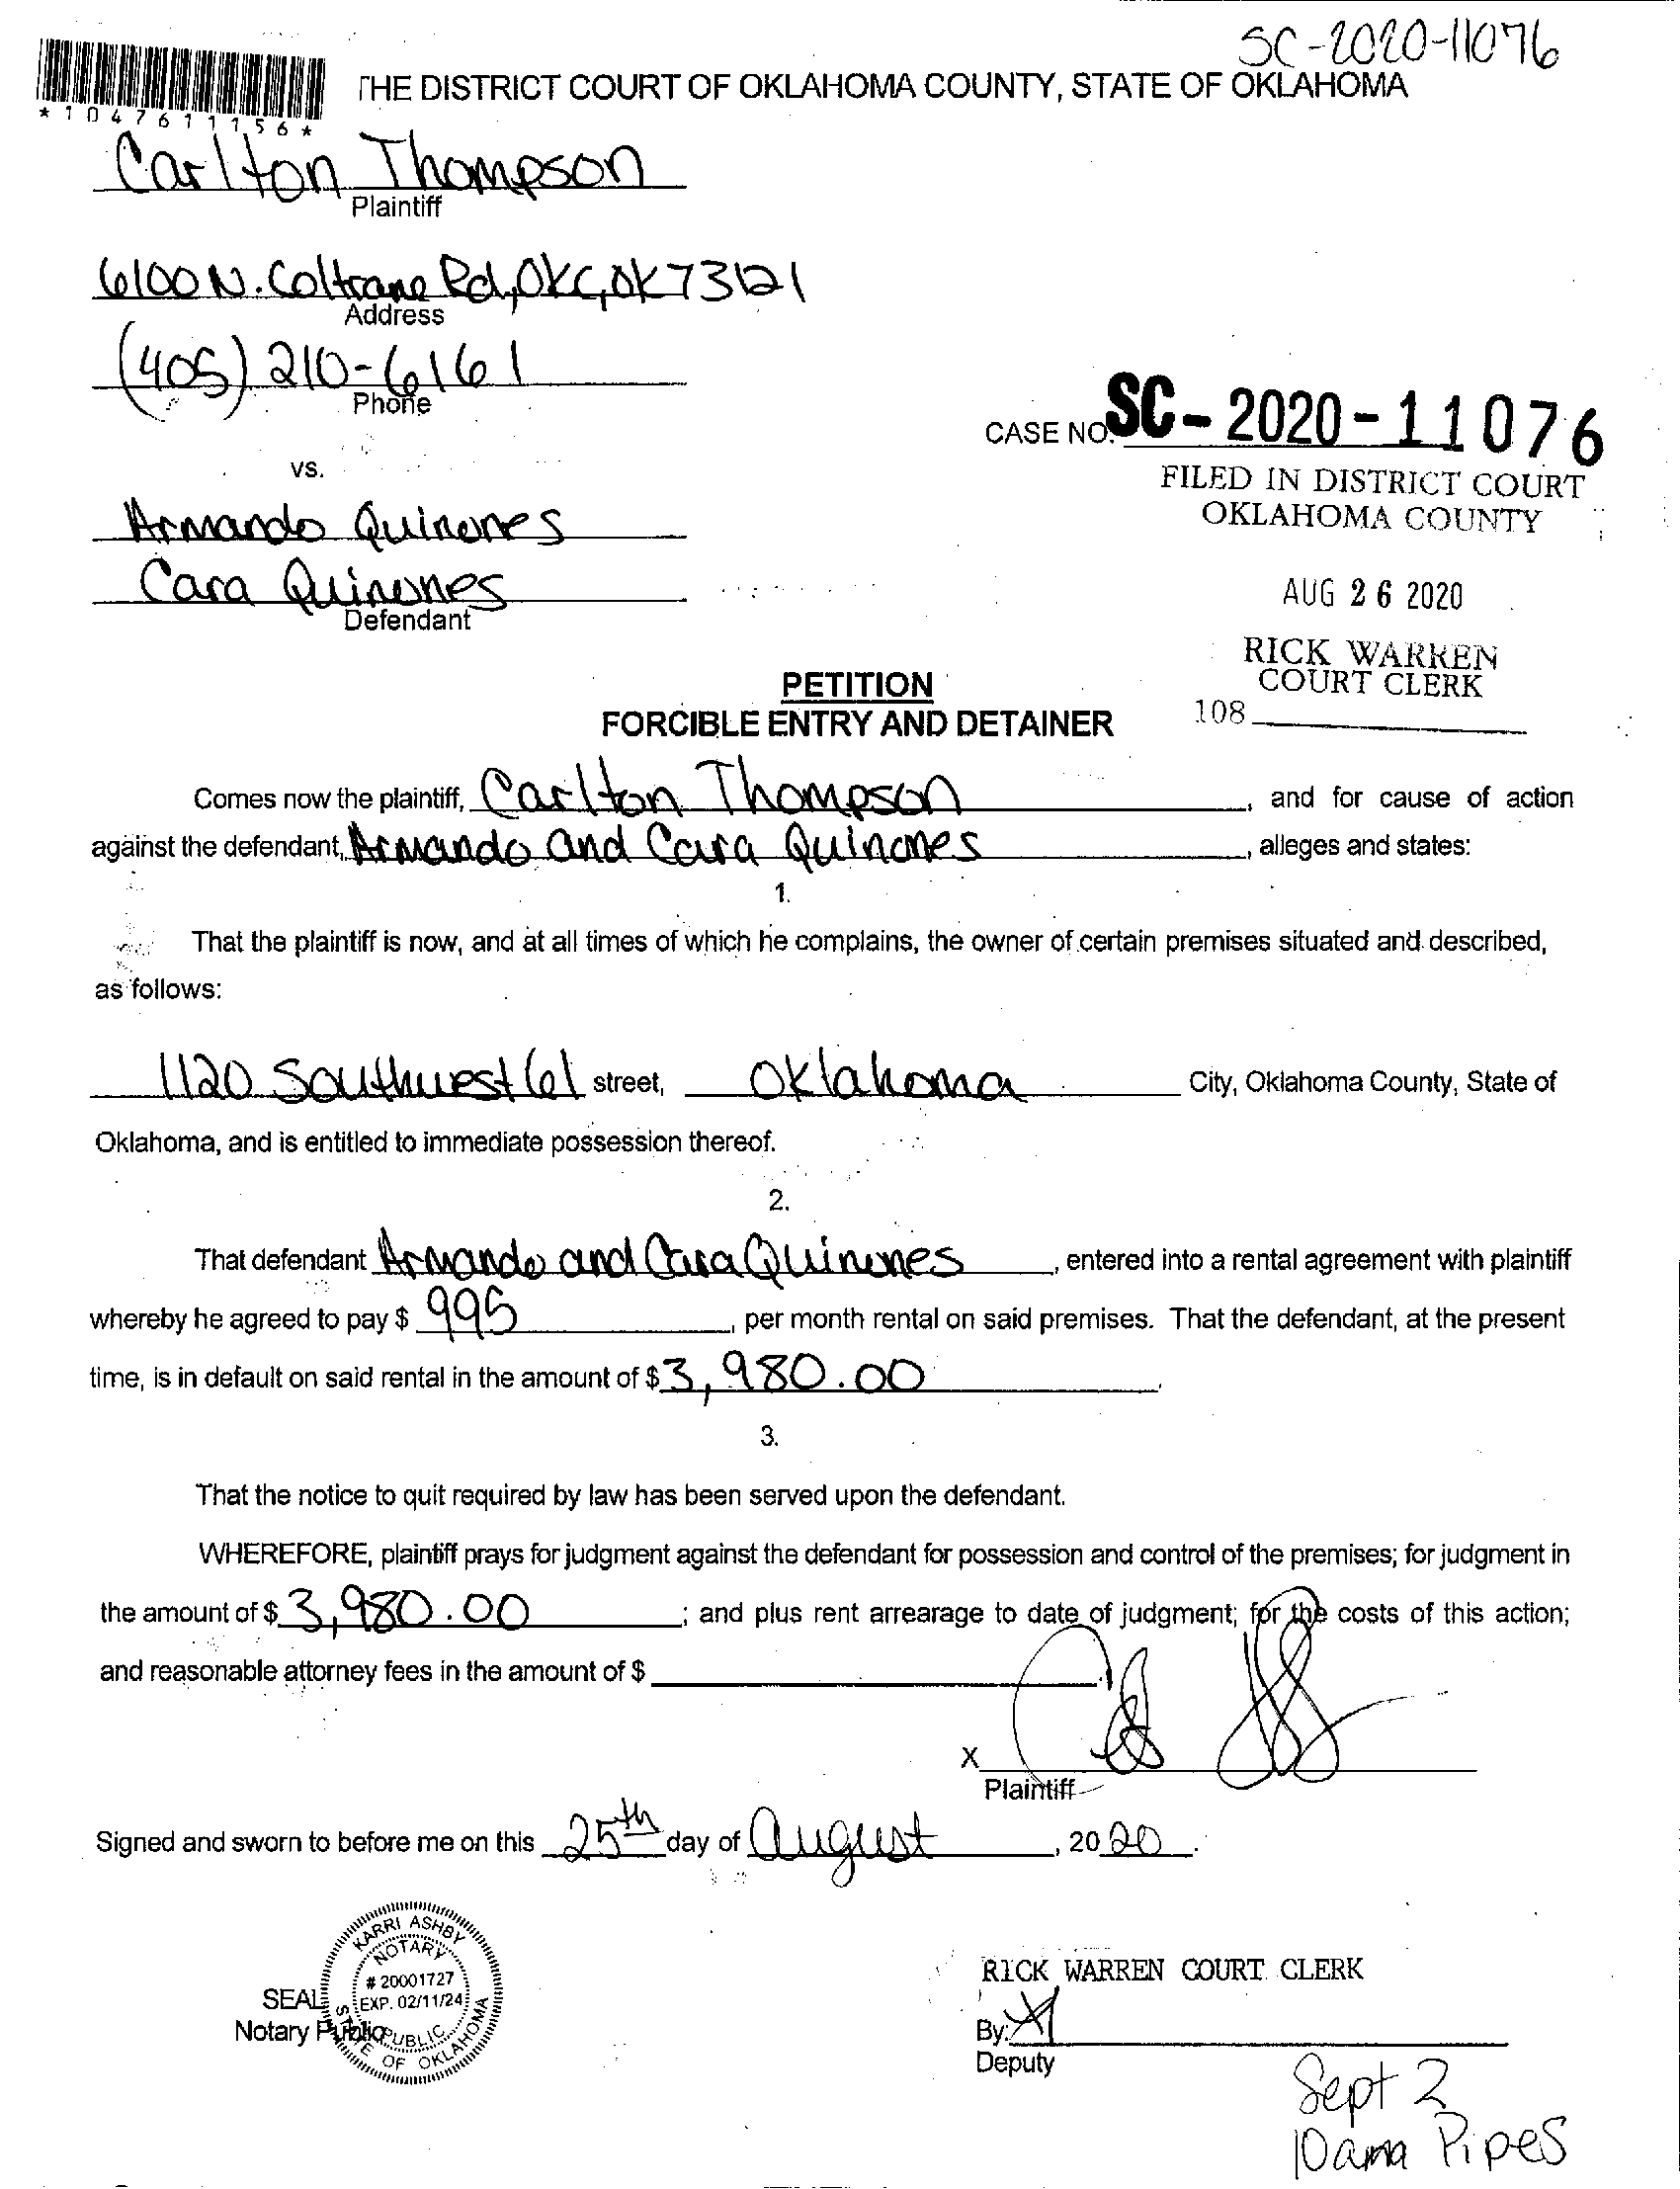 SC-2020-11076
THE DISTRICT COURT OF OKLAHOMA COUNTY, STATE OF OKLAHOMA
*1047611156*
Carlton Thompson
Plaintiff
6100 N. Coltrane Rd, OKC, OK 73121
Address
(405) 210-6161
Phone
CASE NO. SC-2020-11076
vs.
FILED IN DISTRICT COURT
OKLAHOMA COUNTY
Armando Quinones
Cara Quinones
Defendant
AUG 26 2020
RICK WARREN
COURT CLERK
108
PETITION
FORCIBLE ENTRY AND DETAINER
Comes now the plaintiff, Carlton Thompson, and for cause of action
against the defendant, Armando and Cara Quinones, alleges and states:
1.
That the plaintiff is now, and at all times of which he complains, the owner of certain premises situated and described,
as follows:
1120 Southwest 61 street, Oklahoma City, Oklahoma County, State of
Oklahoma, and is entitled to immediate possession thereof.
2.
That defendant Armando and Cara Quinones, entered into a rental agreement with plaintiff
whereby he agreed to pay $ 995, per month rental on said premises. That the defendant, at the present
time, is in default on said rental in the amount of $ 3,980.00.
3.
That the notice to quit required by law has been served upon the defendant.
WHEREFORE, plaintiff prays for judgment against the defendant for possession and control of the premises; for judgment in
the amount of $ 3,980.00; and plus rent arrearage to date of judgment; for the costs of this action;
and reasonable attorney fees in the amount of $
X
Plaintiff
Signed and sworn to before me on this 25th day of August, 2020.
KARRI ASHBY
NOTARY
# 20001727
EXP. 02/11/24
PUBLIC
STATE OF OKLAHOMA
SEAL
Notary Public
RICK WARREN COURT CLERK
By:
Deputy
Sept 2
10am Pipes